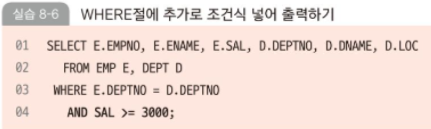 실습 8-6 WHERE절에 추가로 조건식 넣어 출력하기
01 SELECT E.EMPNO, E.ENAME, E.SAL, D.DEPTNO, D.DNAME, D.LOC
02 FROM EMP E, DEPT D
03 WHERE E.DEPTNO = D.DEPTNO
04 AND SAL >= 3000;